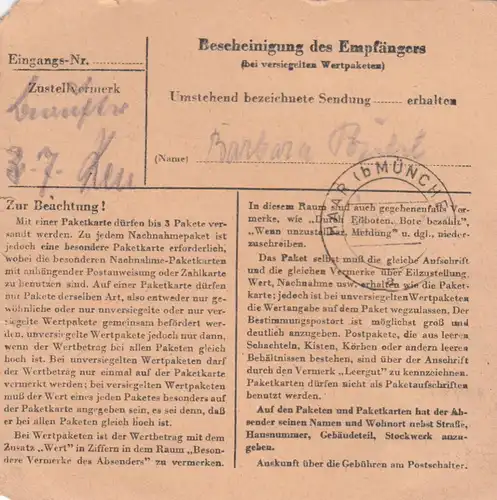 Eingangs-Nr.
Zustellvermerk
3-7.
Bescheinigung des Empfängers
(bei versiegelten Wertpaketen)
Umstehend bezeichnete Sendung ........ erhalten
(Name) Barbara
HAAR (b MÜNCH
Zur Beachtung!
Mit einer Paketkarte dürfen bis 3 Pakete ver-
sandt werden. Zu jedem Nachnahmepaket ist
jedoch eine besondere Paketkarte erforderlich,
wobei die besonderen Nachnahme-Paketkarten
mit anhängender Postanweisung oder Zahlkarte
zu benutzen sind. Auf einer Paketkarte dürfen
nur Pakete derselben Art, also entweder nur ge-
wöhnliche oder nur unversiegelte oder nur ver-
siegelte Wertpakete gemeinsam befördert wer-
den, unversiegelte Wertpakete jedoch nur dann,
wenn der Wertbetrag bei allen Paketen gleich
hoch ist. Bei unversiegelten Wertpaketen darf
der Wertbetrag nur einmal auf der Paketkarte
vermerkt werden; bei versiegelten Wertpaketen
muß der Wert eines jeden Paketes besonders auf
der Paketkarte angegeben sein, es sei denn, daß
er bei allen Paketen gleich hoch ist.
Bei Wertpaketen ist der Wertbetrag mit dem
Zusatz „Wert" in Ziffern in dem Raum „Beson-
dere Vermerke des Absenders" zu vermerken.
In diesem Raum sind auch gegebenenfalls Ver-
merke, wie „Durch Eilboten, Bote bezahlt",
„Wenn unzustellbar, Meldung" u. dgl., nieder-
zuschreiben.
Das Paket selbst muß die gleiche Aufschrift
und die gleichen Vermerke über Eilzustellung,
Wert, Nachnahme usw. erhalten wie die Paket-
karte; jedoch ist bei unversiegelten Wertpaketen
die Wertangabe auf dem Paket wegzulassen. Der
Bestimmungspostort ist möglichst groß und
deutlich anzugeben. Postpakete, die aus leeren
Schachteln, Kisten, Körben oder andern leeren
Behältnissen bestehen, sind über der Anschrift
durch den Vermerk „Leergut" zu kennzeichnen.
Paketkarten dürfen nicht als Paketaufschriften
benutzt werden.
Auf den Paketen und Paketkarten hat der Ab-
sender seinen Namen und Wohnort nebst Straße,
Hausnummer, Gebäudeteil, Stockwerk anzu-
geben.
Auskunft über die Gebühren am Postschalter.